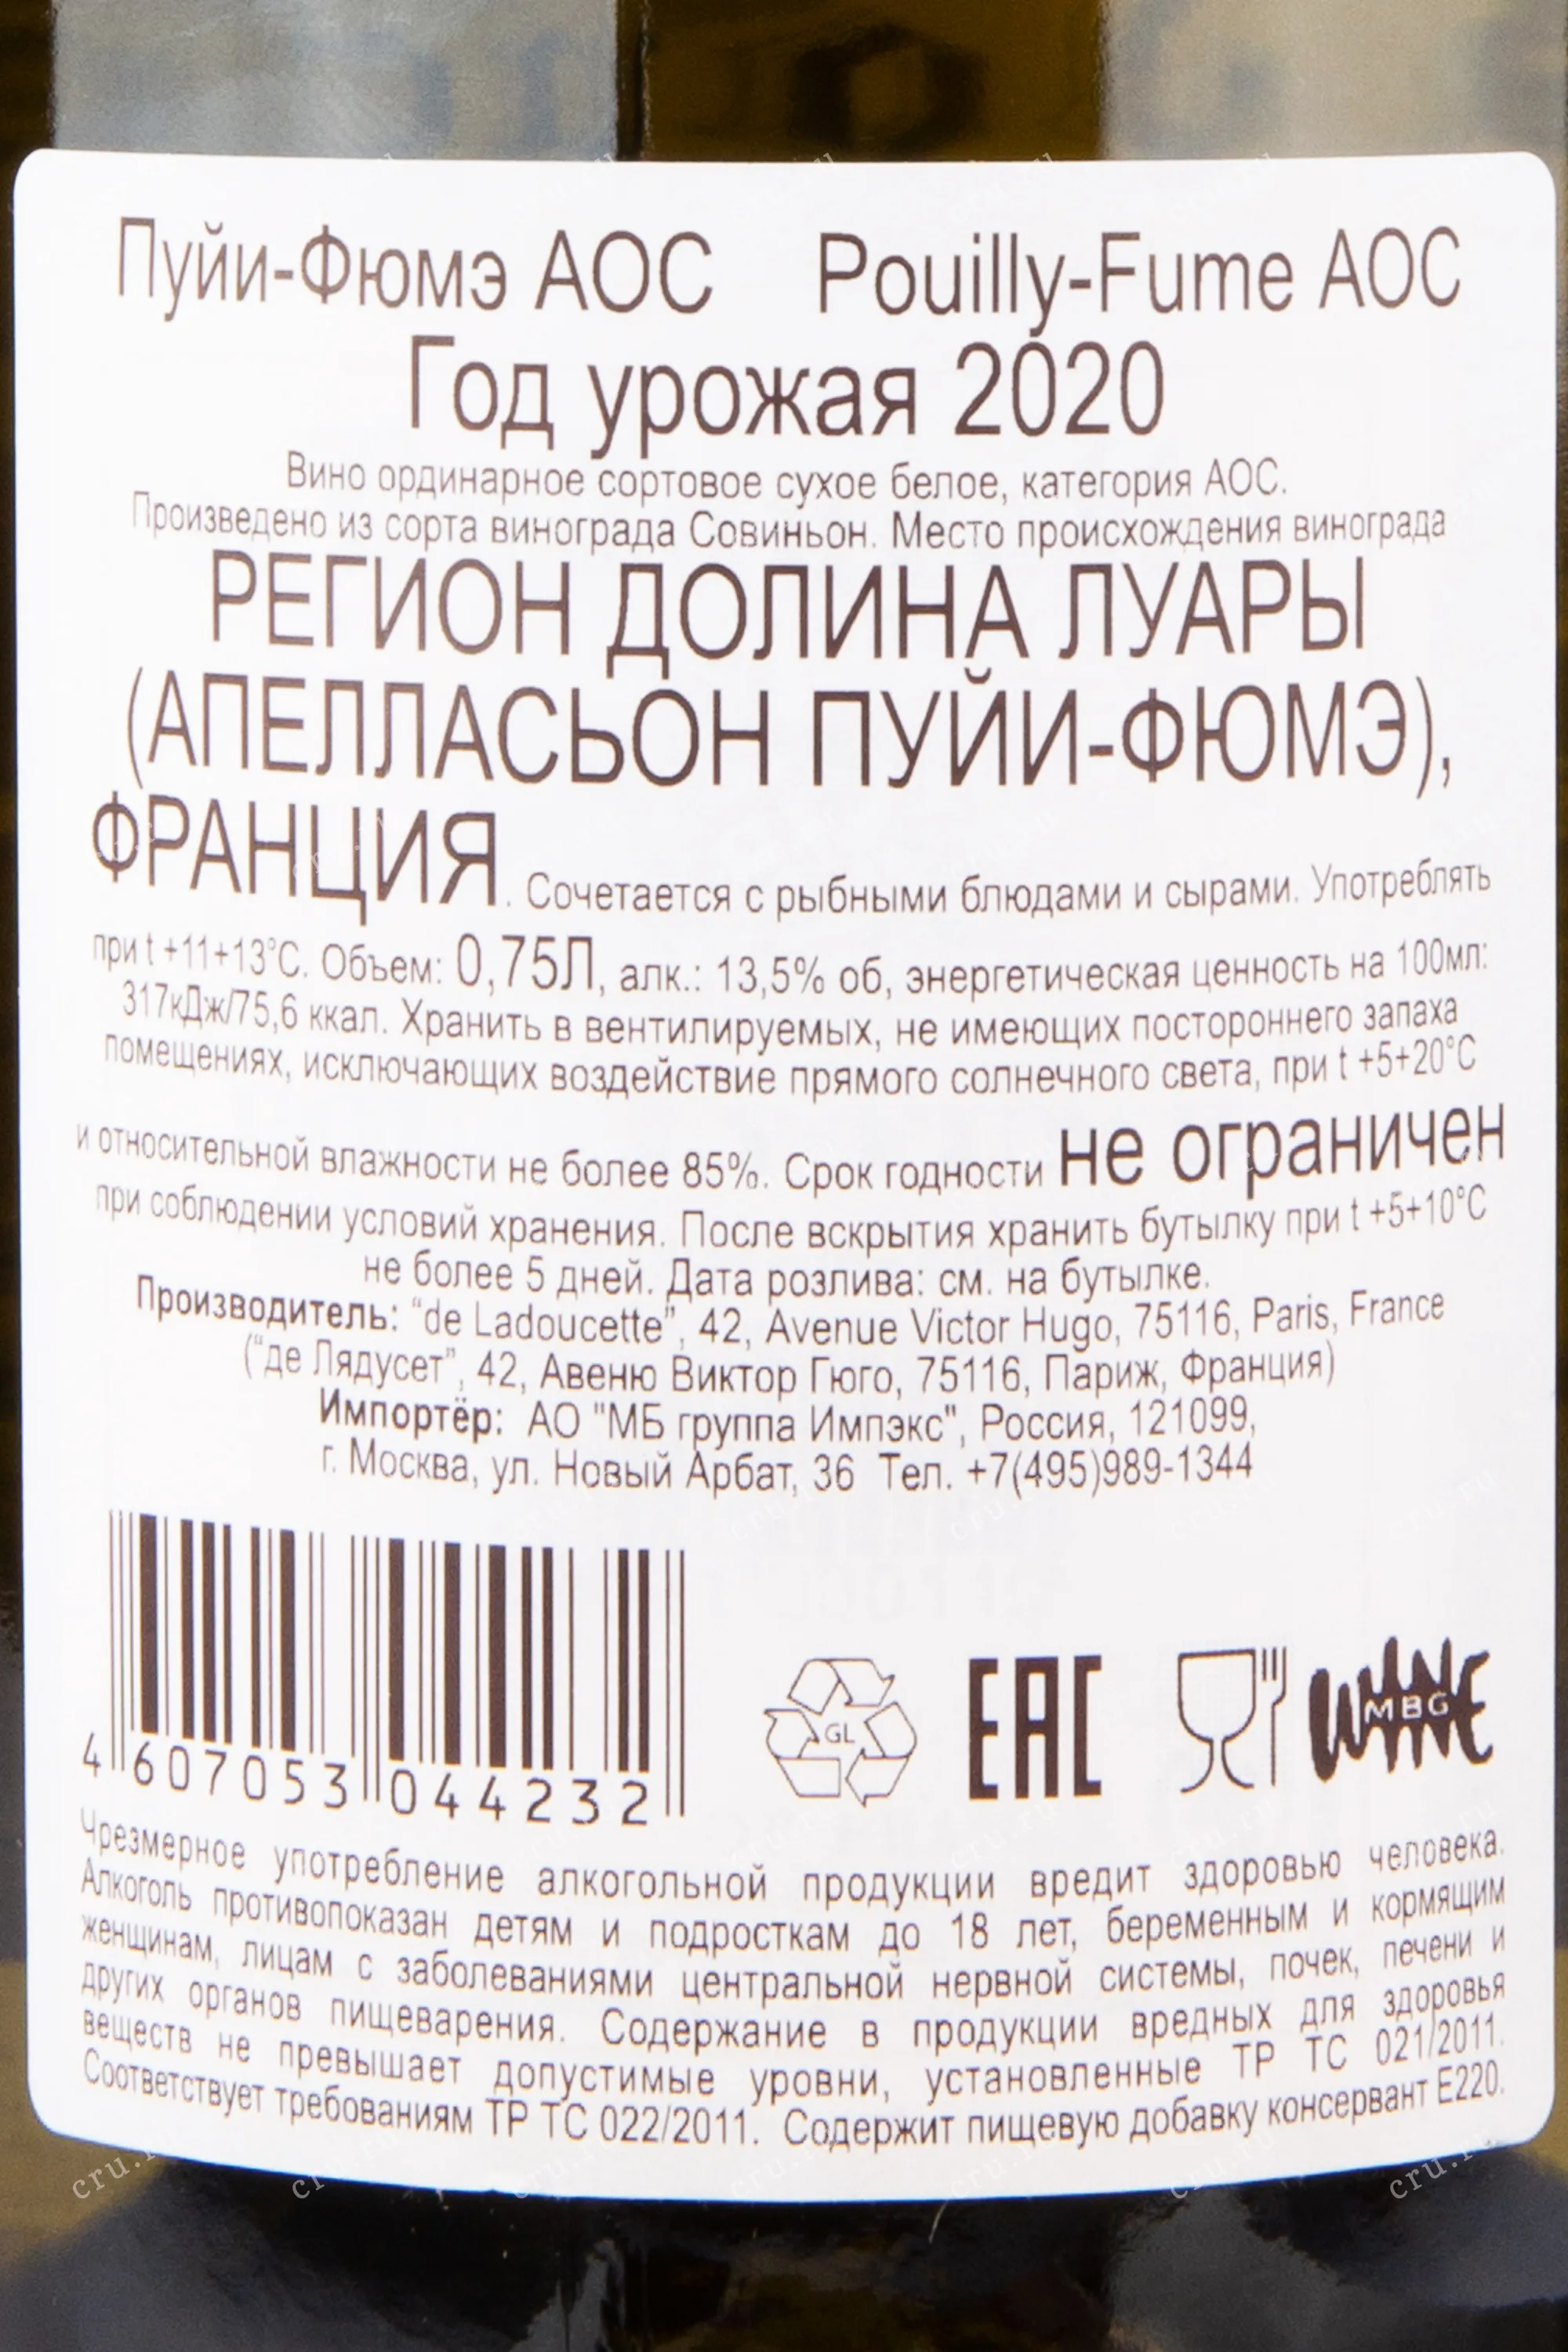 Пуйи-Фюмэ АОС Pouilly-Fume AOC
Год урожая 2020
Вино ординарное сортовое сухое белое, категория АОС.
Произведено из сорта винограда Совиньон. Место происхождения винограда
РЕГИОН ДОЛИНА ЛУАРЫ
(АПЕЛЛАСЬОН ПУЙИ-ФЮМЭ),
ФРАНЦИЯ. Сочетается с рыбными блюдами и сырами. Употреблять
при t +11+13°C. Объем: 0,75Л, алк.: 13,5% об, энергетическая ценность на 100мл:
317кДж/75,6 ккал. Хранить в вентилируемых, не имеющих постороннего запаха
помещениях, исключающих воздействие прямого солнечного света, при t +5+20°C
и относительной влажности не более 85%. Срок годности не ограничен
при соблюдении условий хранения. После вскрытия хранить бутылку при t +5+10°C
не более 5 дней. Дата розлива: см. на бутылке.
Производитель: “de Ladoucette”, 42, Avenue Victor Hugo, 75116, Paris, France
(“де Лядусет”, 42, Авеню Виктор Гюго, 75116, Париж, Франция)
Импортёр: АО "МБ группа Импэкс", Россия, 121099,
г. Москва, ул. Новый Арбат, 36 Тел. +7(495)989-1344
GL EAC WINE MBG
4 607053 044232
Чрезмерное употребление алкогольной продукции вредит здоровью человека.
Алкоголь противопоказан детям и подросткам до 18 лет, беременным и кормящим
женщинам, лицам с заболеваниями центральной нервной системы, почек, печени и
других органов пищеварения. Содержание в продукции вредных для здоровья
веществ не превышает допустимые уровни, установленные ТР ТС 021/2011.
Соответствует требованиям ТР ТС 022/2011. Содержит пищевую добавку консервант Е220.
cru.ru